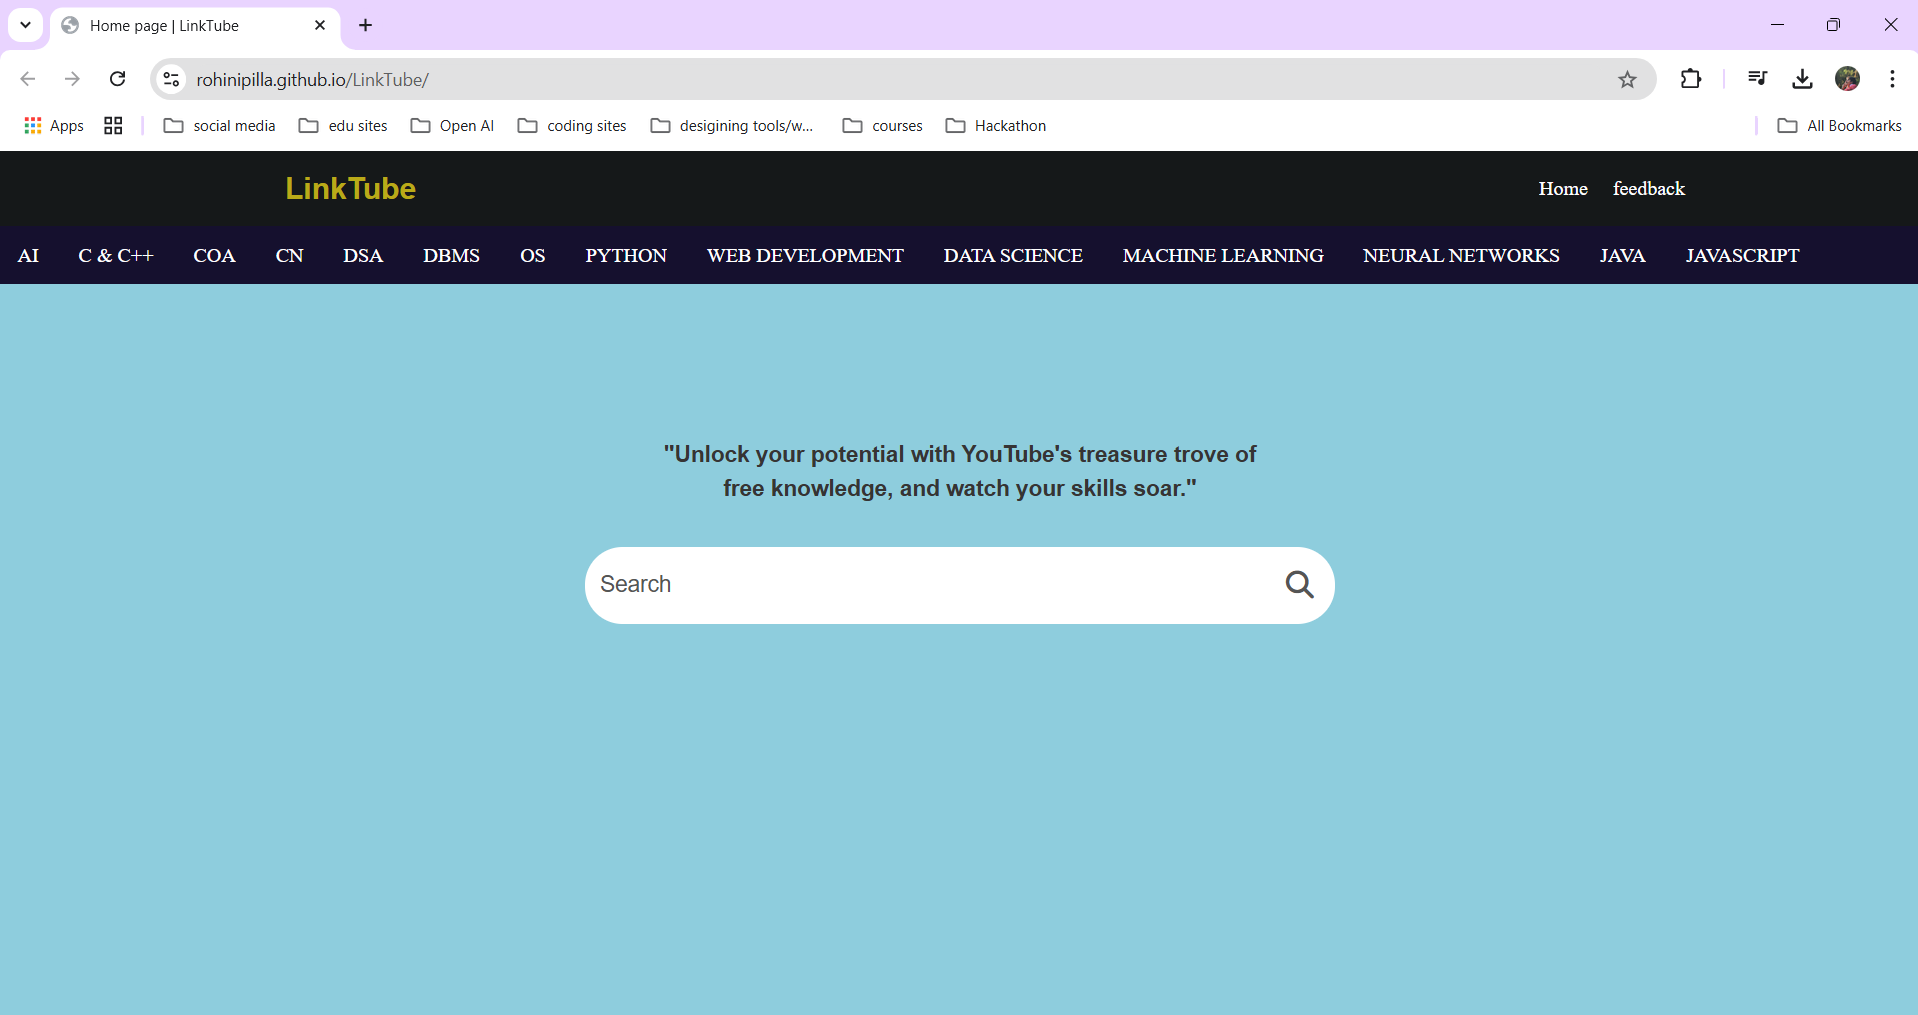 Home page | LinkTube
rohinipilla.github.io/LinkTube/
Apps social media edu sites Open AI coding sites desigining tools/w... courses Hackathon All Bookmarks
LinkTube Home feedback
AI C & C++ COA CN DSA DBMS OS PYTHON WEB DEVELOPMENT DATA SCIENCE MACHINE LEARNING NEURAL NETWORKS JAVA JAVASCRIPT
"Unlock your potential with YouTube's treasure trove of
free knowledge, and watch your skills soar."
Search